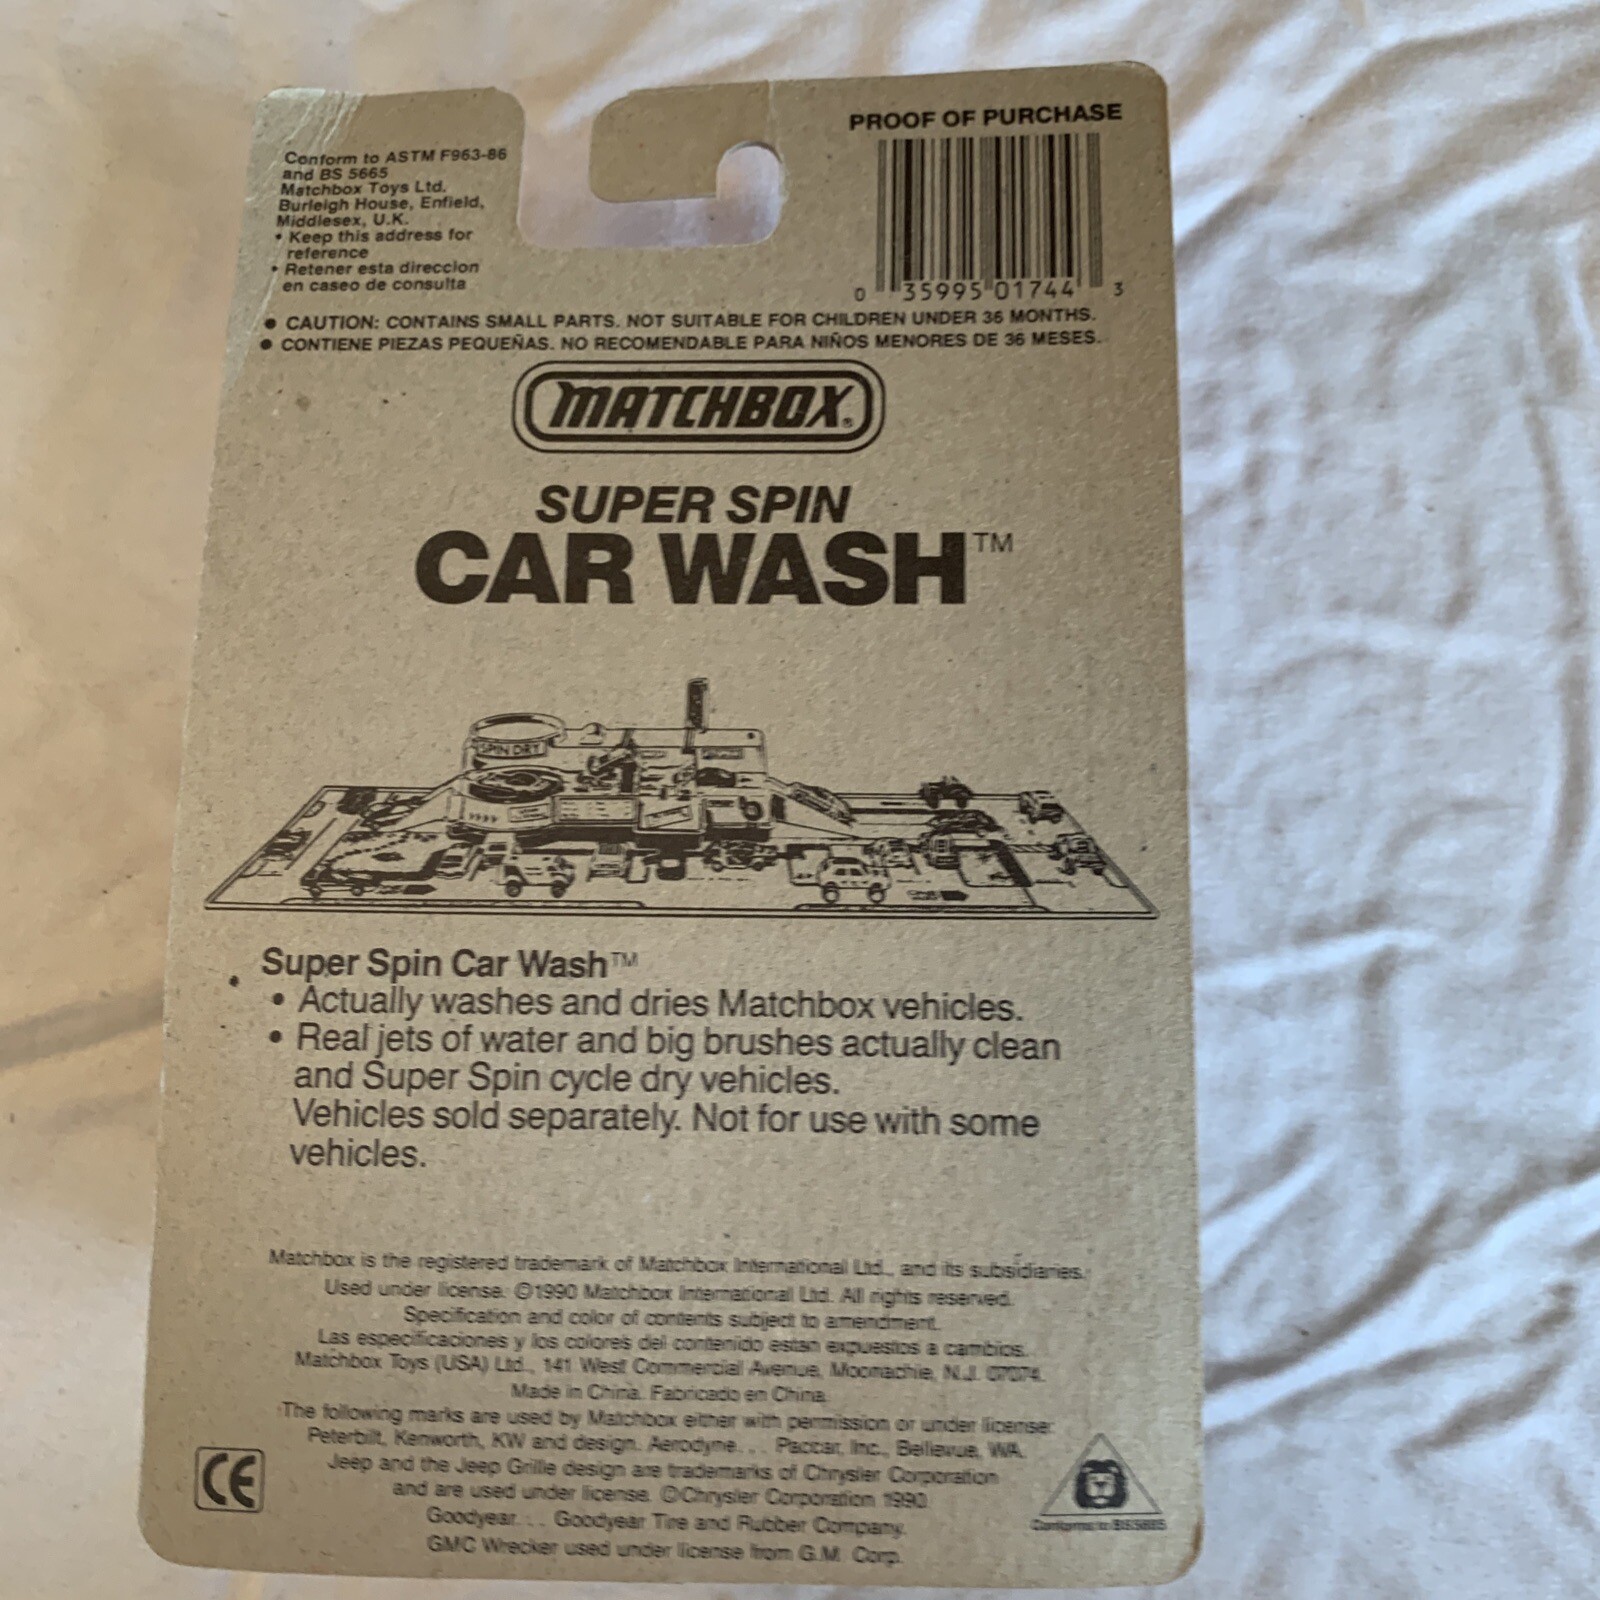 Conform to ASTM F963-86
and BS 5665
Matchbox Toys Ltd.
Burleigh House, Enfield,
Middlesex, U.K.
• Keep this address for
reference
• Retener esta direccion
en caseo de consulta
PROOF OF PURCHASE
0 35995 01744 3
• CAUTION: CONTAINS SMALL PARTS. NOT SUITABLE FOR CHILDREN UNDER 36 MONTHS.
• CONTIENE PIEZAS PEQUEÑAS. NO RECOMENDABLE PARA NIÑOS MENORES DE 36 MESES.
MATCHBOX®
SUPER SPIN
CAR WASH™
SPIN DRY
Super Spin Car Wash™
• Actually washes and dries Matchbox vehicles.
• Real jets of water and big brushes actually clean
and Super Spin cycle dry vehicles.
Vehicles sold separately. Not for use with some
vehicles.
Matchbox is the registered trademark of Matchbox International Ltd., and its subsidiaries.
Used under license. ©1990 Matchbox International Ltd. All rights reserved.
Specification and color of contents subject to amendment.
Las especificaciones y los colores del contenido estan expuestos a cambios.
Matchbox Toys (USA) Ltd., 141 West Commercial Avenue, Moonachie, N.J. 07074.
Made in China. Fabricado en China.
The following marks are used by Matchbox either with permission or under license:
Peterbilt, Kenworth, KW and design. Aerodyne. . . Paccar, Inc., Bellevue, WA.
Jeep and the Jeep Grille design are trademarks of Chrysler Corporation
and are used under license. ©Chrysler Corporation 1990
Goodyear. . . Goodyear Tire and Rubber Company.
GMC Wrecker used under license from G.M. Corp.
CE
Conforms to BS5665